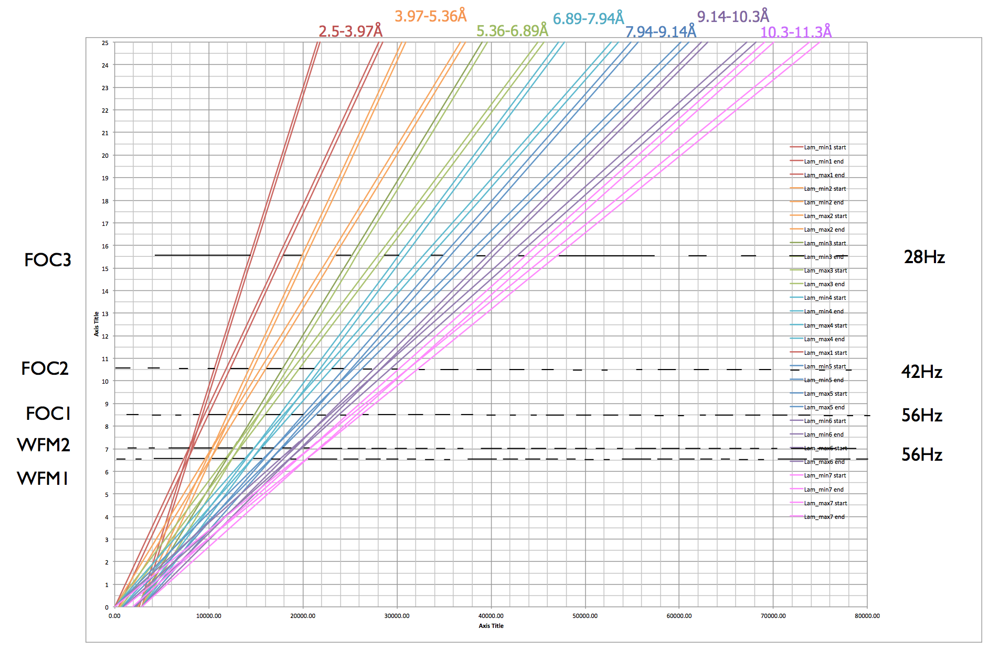 2.5-3.97Å
3.97-5.36Å
5.36-6.89Å
6.89-7.94Å
7.94-9.14Å
9.14-10.3Å
10.3-11.3Å
25
24
23
22
21
20
19
18
17
16
15
14
13
12
11
10
9
8
7
6
5
4
3
2
1
0
Axis Title
FOC3
FOC2
FOC1
WFM2
WFM1
28Hz
42Hz
56Hz
56Hz
Lam_min1 start
Lam_min1 end
Lam_max1 end
Lam_min2 start
Lam_min2 end
Lam_max2 start
Lam_max2 end
Lam_min3 start
Lam_min3 end
Lam_max3 start
Lam_max3 end
Lam_min4 start
Lam_min4 end
Lam_max4 start
Lam_max4 end
Lam_max1 start
Lam_min5 start
Lam_min5 end
Lam_max5 start
Lam_max5 end
Lam_min6 start
Lam_min6 end
Lam_max6 start
Lam_max6 end
Lam_min7 start
Lam_min7 end
Lam_max7 start
Lam_max7 end
0.00 10000.00 20000.00 30000.00 40000.00 50000.00 60000.00 70000.00 80000.00
Axis Title